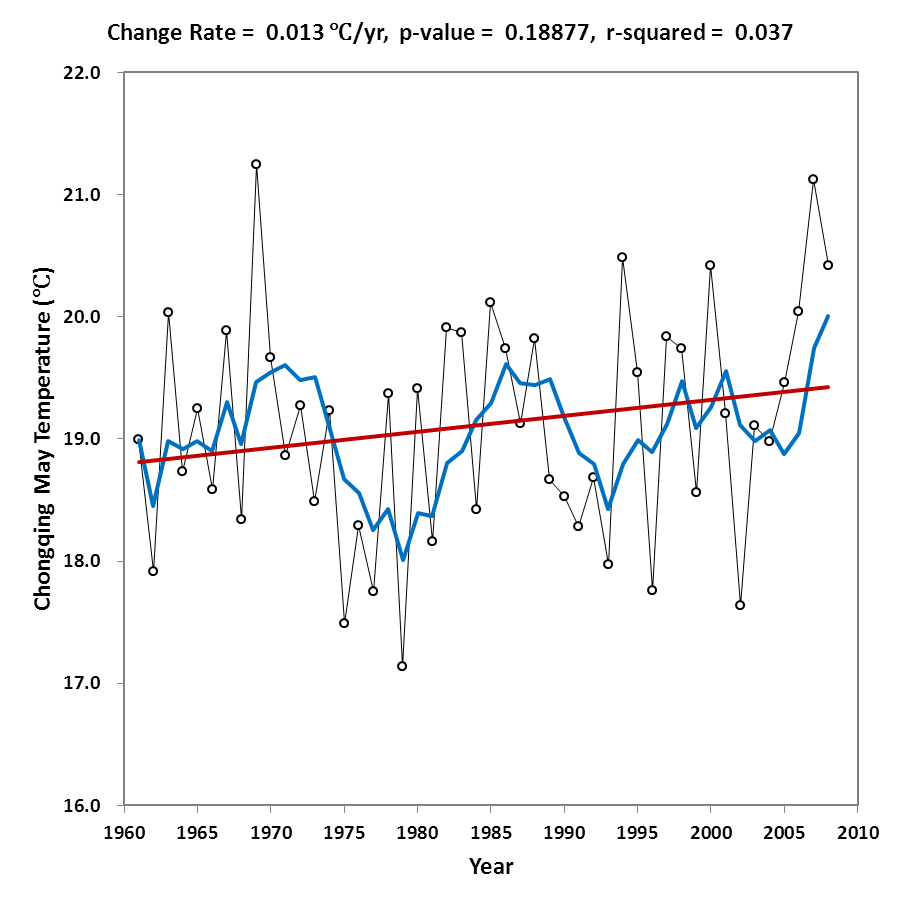 Change Rate = 0.013 ℃/yr, p-value = 0.18877, r-squared = 0.037
22.0
21.0
20.0
19.0
18.0
17.0
16.0
Chongqing May Temperature (℃)
1960 1965 1970 1975 1980 1985 1990 1995 2000 2005 2010
Year